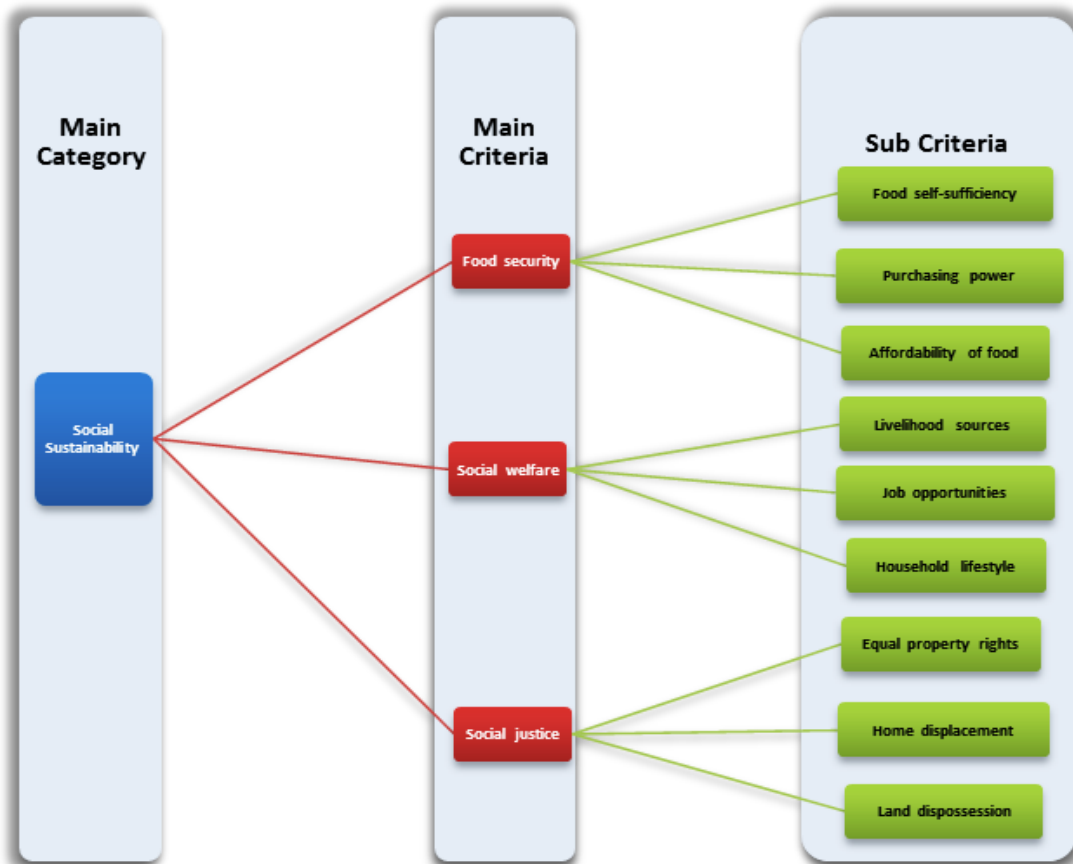 Main
Category
Main
Criteria
Sub Criteria
Social
Sustainability
Food security
Social welfare
Social justice
Food self-sufficiency
Purchasing power
Affordability of food
Livelihood sources
Job opportunities
Household lifestyle
Equal property rights
Home displacement
Land dispossession